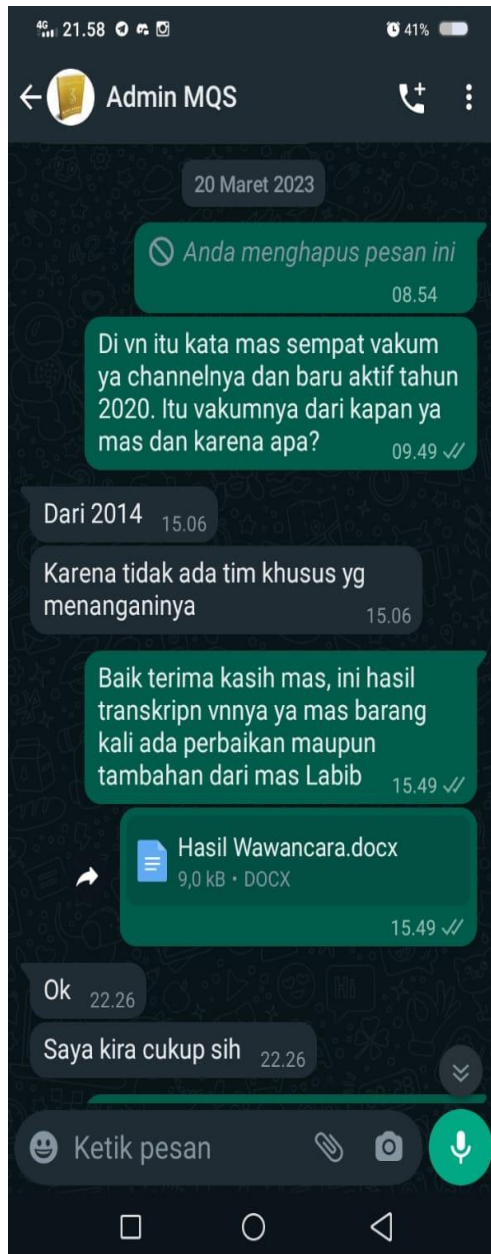 4G 21.58 41%
Admin MQS
20 Maret 2023
Anda menghapus pesan ini
08.54
Di vn itu kata mas sempat vakum
ya channelnya dan baru aktif tahun
2020. Itu vakumnya dari kapan ya
mas dan karena apa? 09.49
Dari 2014 15.06
Karena tidak ada tim khusus yg
menanganinya 15.06
Baik terima kasih mas, ini hasil
transkripn vnnya ya mas barang
kali ada perbaikan maupun
tambahan dari mas Labib 15.49
Hasil Wawancara.docx
9,0 kB • DOCX
15.49
Ok 22.26
Saya kira cukup sih 22.26
Ketik pesan